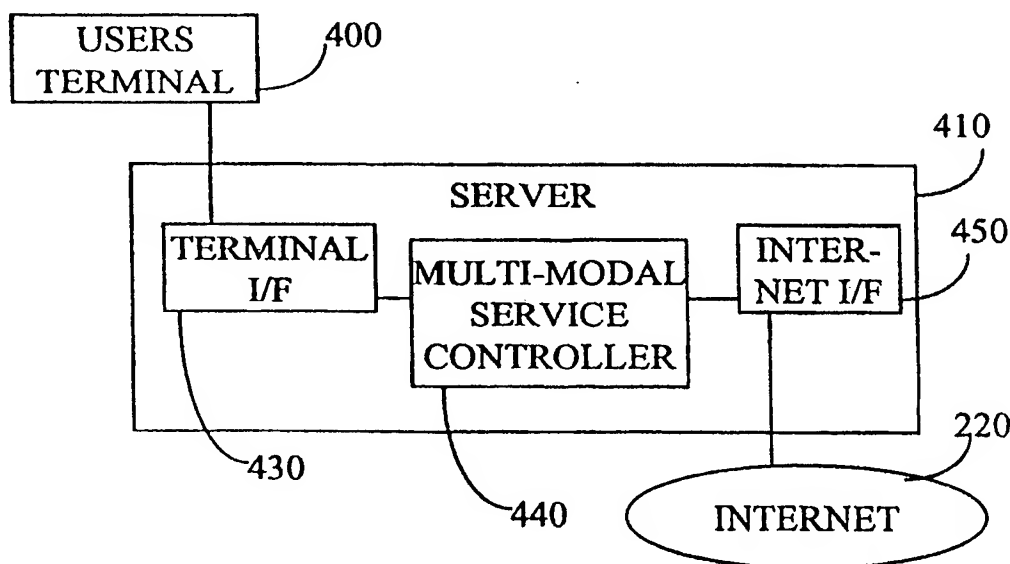 USERS
TERMINAL
400
410
SERVER
TERMINAL
I/F
MULTI-MODAL
SERVICE
CONTROLLER
INTER-
NET I/F
450
430
440
220
INTERNET